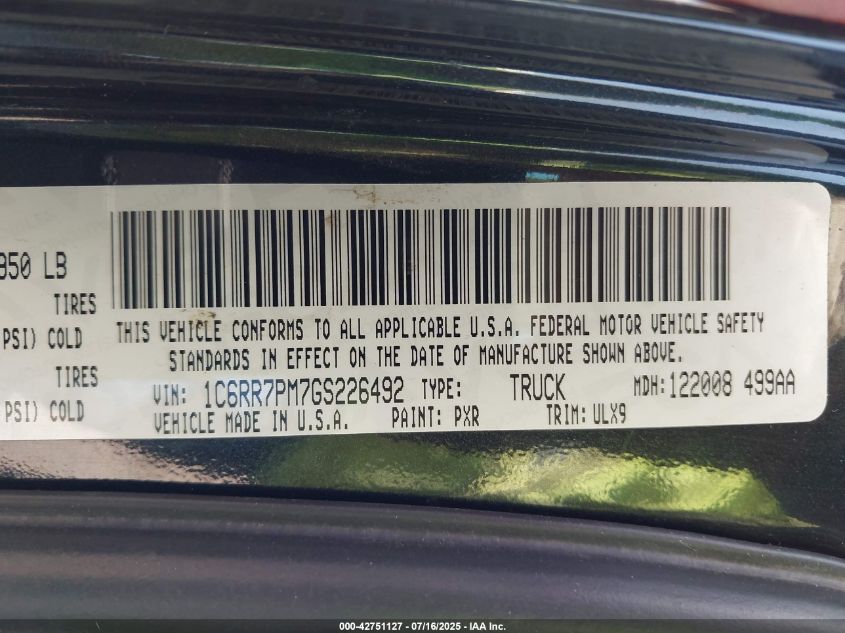 850 LB
TIRES
PSI) COLD
TIRES
PSI) COLD
THIS VEHICLE CONFORMS TO ALL APPLICABLE U.S.A. FEDERAL MOTOR VEHICLE SAFETY
STANDARDS IN EFFECT ON THE DATE OF MANUFACTURE SHOWN ABOVE.
VIN: 1C6RR7PM7GS226492 TYPE: TRUCK MDH:122008 499AA
VEHICLE MADE IN U.S.A. PAINT: PXR TRIM: ULX9
000-42751127 - 07/16/2025 - IAA Inc.